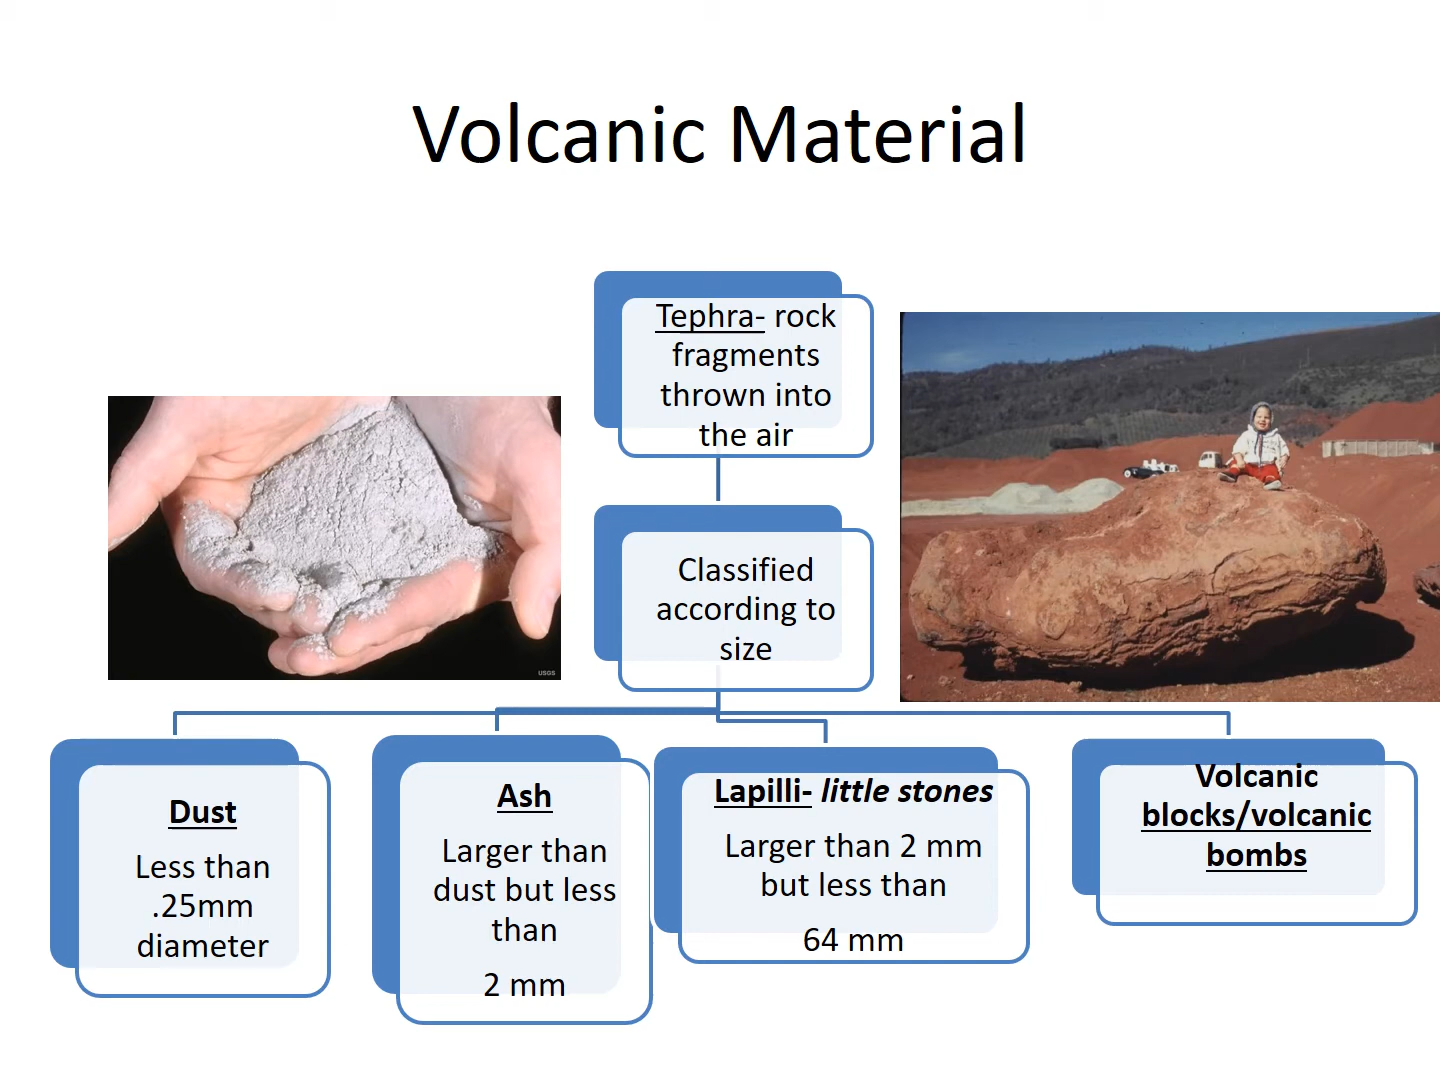 Volcanic Material
Tephra- rock
fragments
thrown into
the air
Classified
according to
size
USGS
Dust
Less than
.25mm
diameter
Ash
Larger than
dust but less
than
2 mm
Lapilli- little stones
Larger than 2 mm
but less than
64 mm
Volcanic
blocks/volcanic
bombs